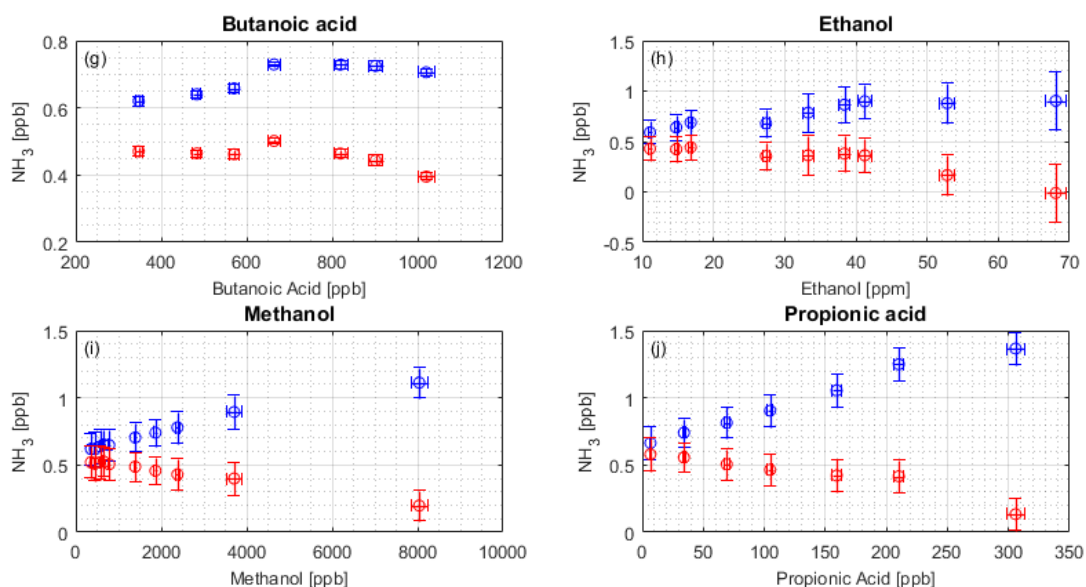 Butanoic acid
(g)
NH3 [ppb]
0.8
0.6
0.4
0.2
200 400 600 800 1000 1200
Butanoic Acid [ppb]
Ethanol
(h)
NH3 [ppb]
1.5
1
0.5
0
-0.5
10 20 30 40 50 60 70
Ethanol [ppm]
Methanol
(i)
NH3 [ppb]
1.5
1
0.5
0
0 2000 4000 6000 8000 10000
Methanol [ppb]
Propionic acid
(j)
NH3 [ppb]
1.5
1
0.5
0
0 50 100 150 200 250 300 350
Propionic Acid [ppb]